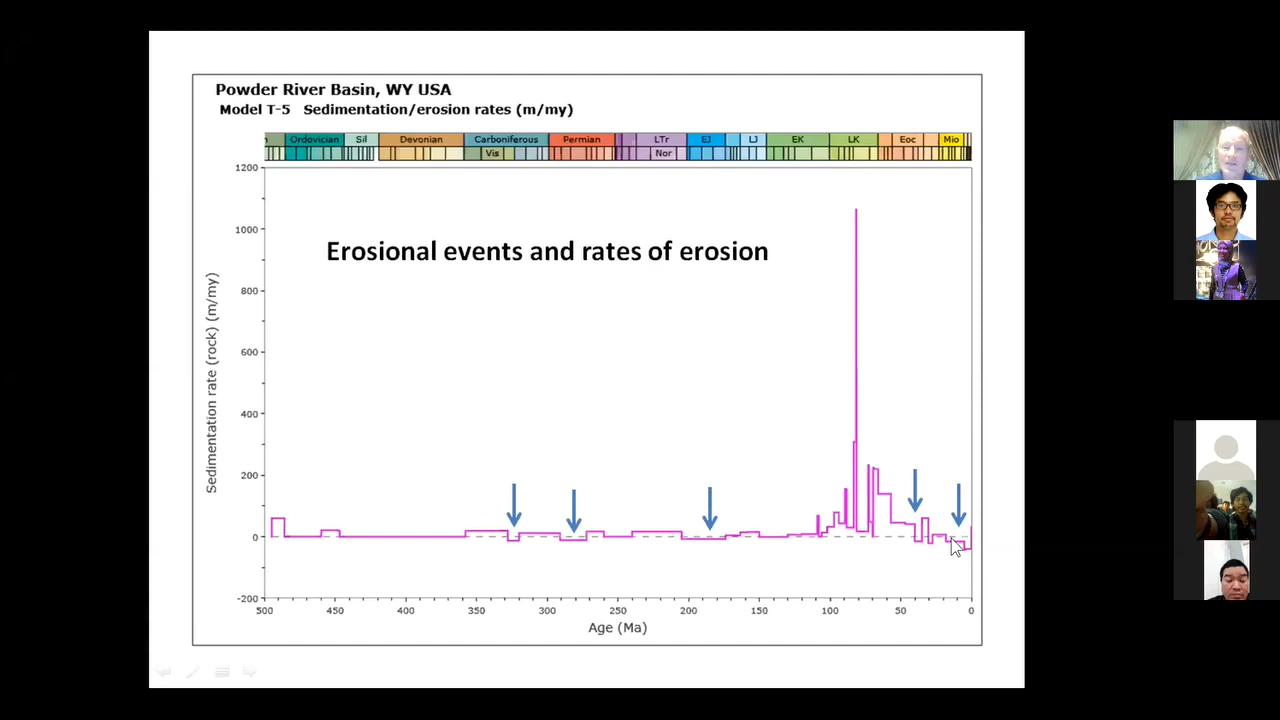 Powder River Basin, WY USA
Model T-5 Sedimentation/erosion rates (m/my)
Ordovician Sil Devonian Carboniferous Permian LTr EJ LJ EK LK Eoc Mio
Vis Nor
Erosional events and rates of erosion
Sedimentation rate (rock) (m/my)
1200
1000
800
600
400
200
0
-200
500 450 400 350 300 250 200 150 100 50 0
Age (Ma)